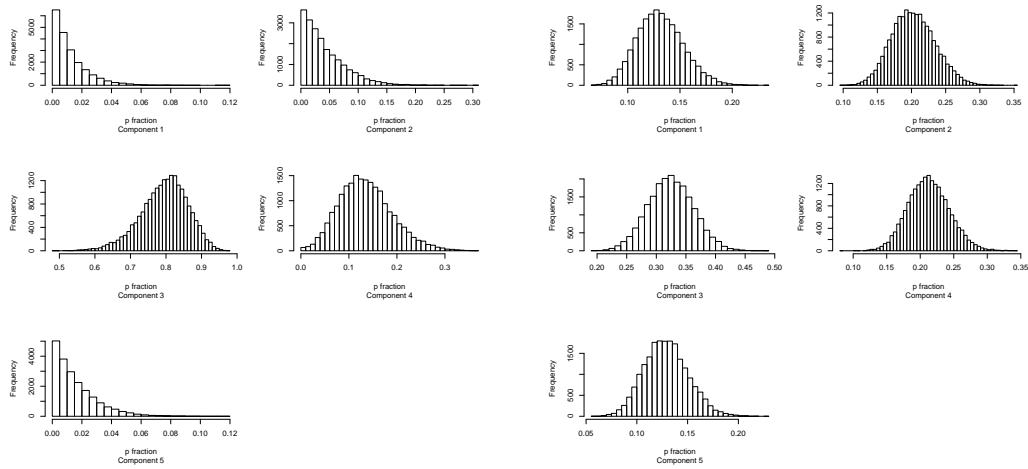 Frequency
0 2000 5000
0.00 0.02 0.04 0.06 0.08 0.10 0.12
p fraction
Component 1
Frequency
0 1000 3000
0.00 0.05 0.10 0.15 0.20 0.25 0.30
p fraction
Component 2
Frequency
0 500 1500
0.10 0.15 0.20
p fraction
Component 1
Frequency
0 400 800 1200
0.10 0.15 0.20 0.25 0.30 0.35
p fraction
Component 2
Frequency
0 400 800 1200
0.5 0.6 0.7 0.8 0.9 1.0
p fraction
Component 3
Frequency
0 500 1000 1500
0.0 0.1 0.2 0.3
p fraction
Component 4
Frequency
0 500 1500
0.20 0.25 0.30 0.35 0.40 0.45 0.50
p fraction
Component 3
Frequency
0 400 800 1200
0.10 0.15 0.20 0.25 0.30 0.35
p fraction
Component 4
Frequency
0 2000 4000
0.00 0.02 0.04 0.06 0.08 0.10 0.12
p fraction
Component 5
Frequency
0 500 1500
0.05 0.10 0.15 0.20
p fraction
Component 5